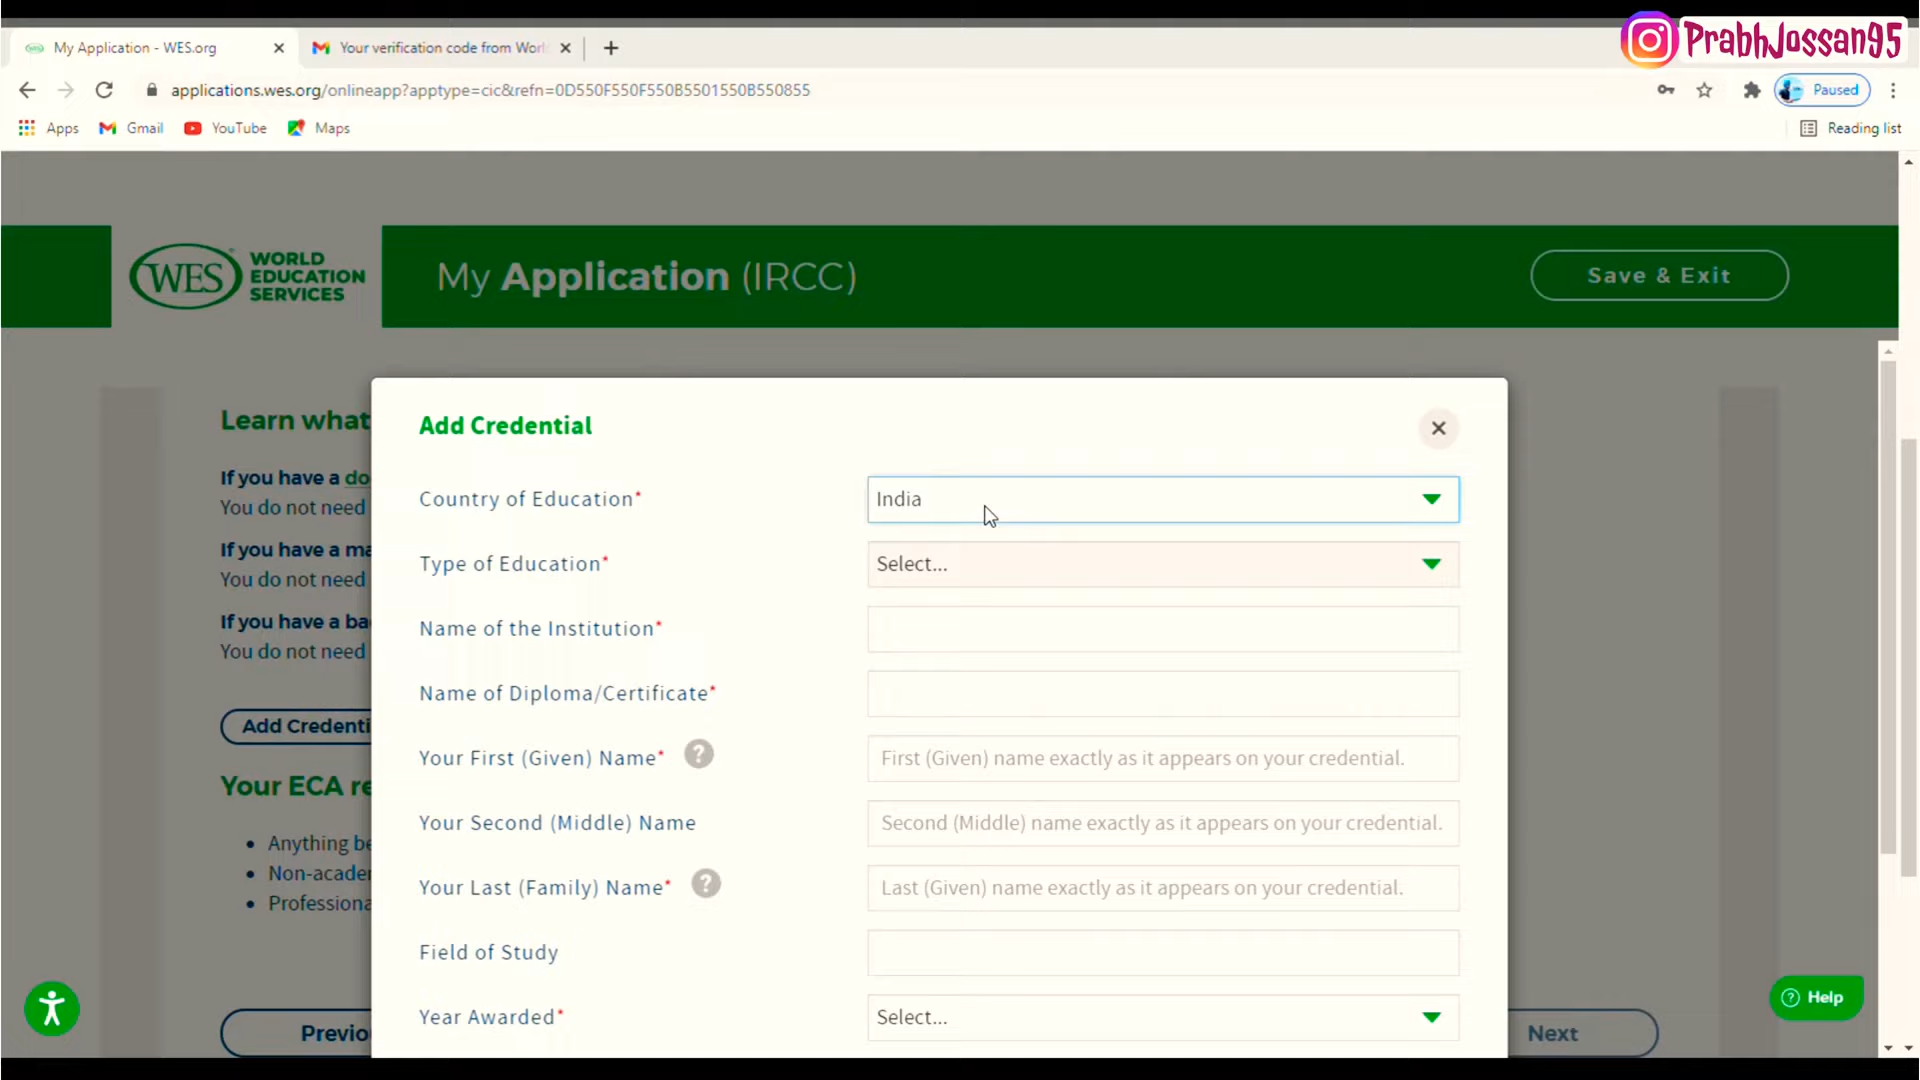 PrabhJossan95
My Application - WES.org
Your verification code from Worl
applications.wes.org/onlineapp?apptype=cic&refn=0D550F550F550B5501550B550855
Paused
Apps
Gmail
YouTube
Maps
Reading list
WES
WORLD
EDUCATION
SERVICES
My Application (IRCC)
Save & Exit
Learn what
If you have a do
You do not need
If you have a ma
You do not need
If you have a ba
You do not need
Add Credenti
Your ECA re
Anything be
Non-acade
Professiona
Previo
Next
Add Credential
Country of Education*
India
Type of Education*
Select...
Name of the Institution*
Name of Diploma/Certificate*
Your First (Given) Name*
?
First (Given) name exactly as it appears on your credential.
Your Second (Middle) Name
Second (Middle) name exactly as it appears on your credential.
Your Last (Family) Name*
?
Last (Given) name exactly as it appears on your credential.
Field of Study
Year Awarded*
Select...
? Help